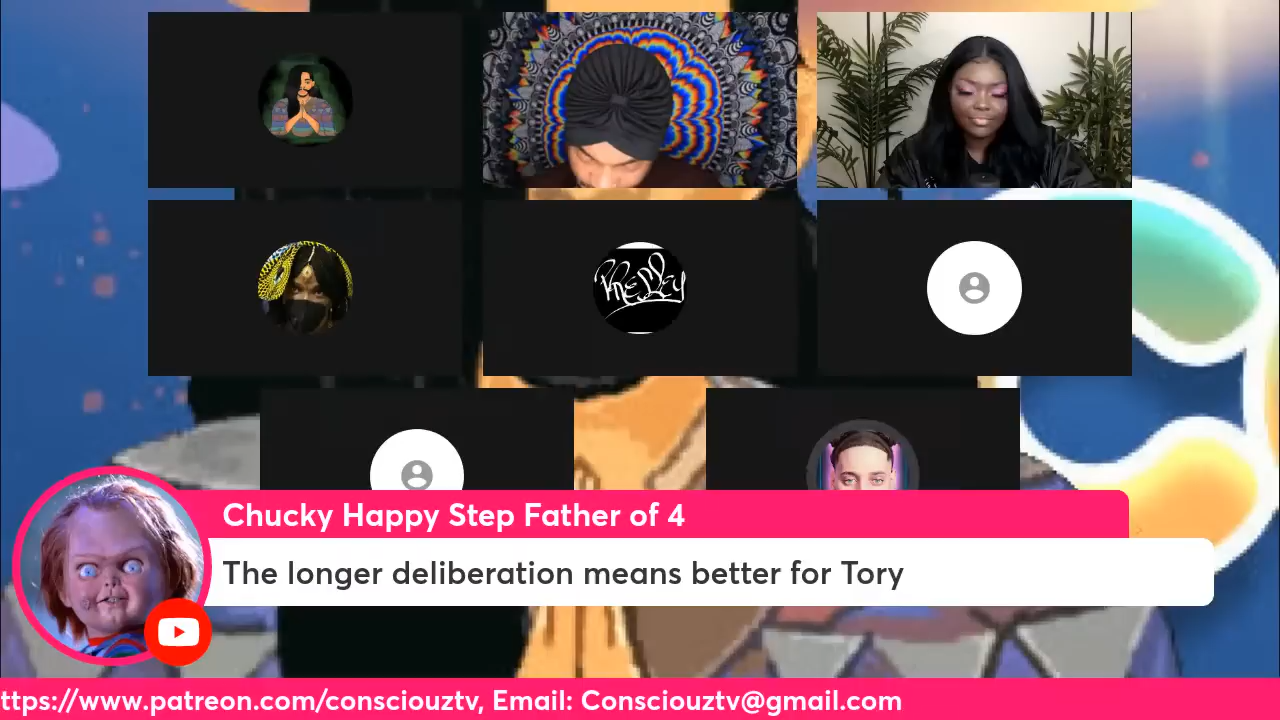 Knesley
Chucky Happy Step Father of 4
The longer deliberation means better for Tory
ttps://www.patreon.com/consciouztv, Email: Consciouztv@gmail.com